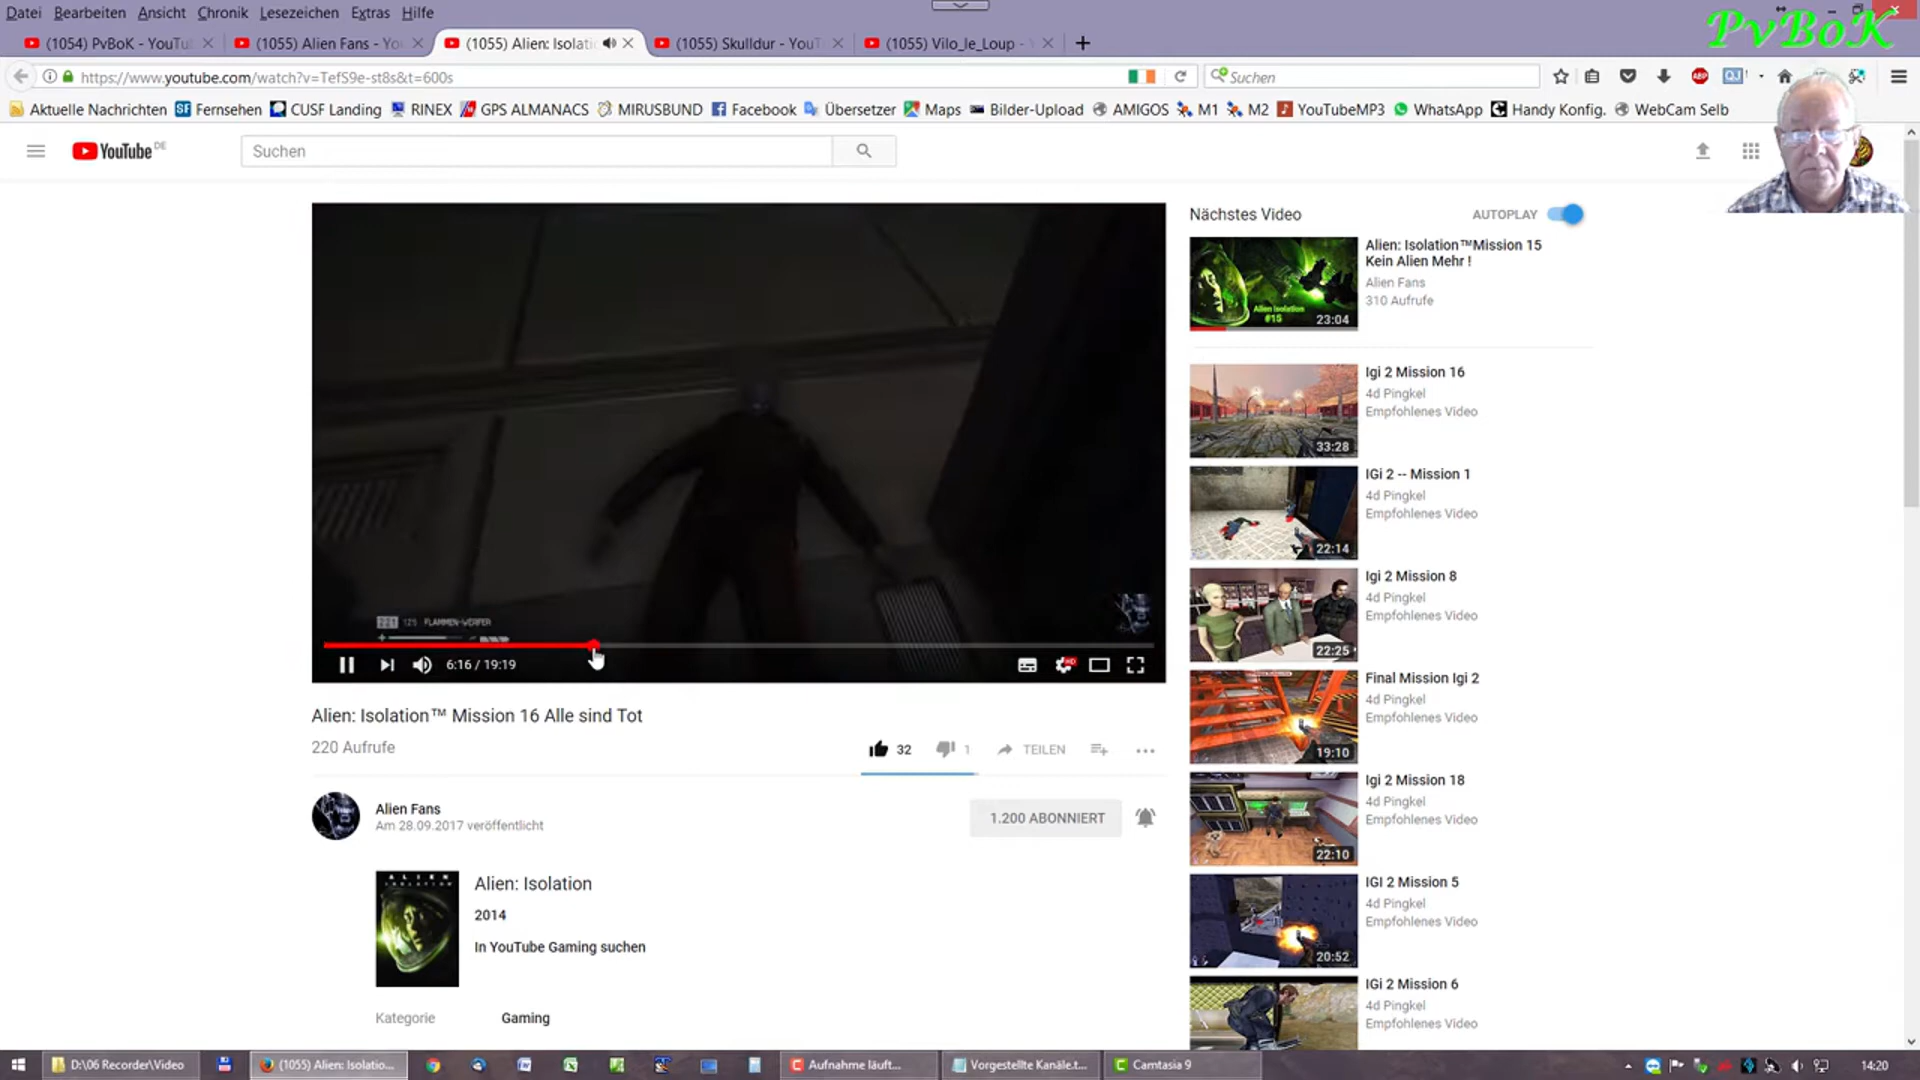 Datei Bearbeiten Ansicht Chronik Lesezeichen Extras Hilfe
PvBoK
(1054) PvBoK - YouTu
(1055) Alien Fans - Yo
(1055) Alien: Isolati
(1055) Skulldur - YouT
(1055) Vilo_le_Loup -
https://www.youtube.com/watch?v=TefS9e-st8s&t=600s
Suchen
ABP
Aktuelle Nachrichten
SF Fernsehen
CUSF Landing
RINEX
GPS ALMANACS
MIRUSBUND
Facebook
Übersetzer
Maps
Bilder-Upload
AMIGOS
M1
M2
YouTubeMP3
WhatsApp
Handy Konfig.
WebCam Selb
YouTube DE
Suchen
FLAMMEN-WERFER
6:16 / 19:19
HD
Alien: Isolation™ Mission 16 Alle sind Tot
220 Aufrufe
32
1
TEILEN
Alien Fans
Am 28.09.2017 veröffentlicht
1.200 ABONNIERT
ALIEN
ISOLATION
Alien: Isolation
2014
In YouTube Gaming suchen
Kategorie
Gaming
Nächstes Video
AUTOPLAY
Alien Isolation
#15
23:04
Alien: Isolation™Mission 15
Kein Alien Mehr !
Alien Fans
310 Aufrufe
33:28
Igi 2 Mission 16
4d Pingkel
Empfohlenes Video
22:14
IGi 2 -- Mission 1
4d Pingkel
Empfohlenes Video
22:25
Igi 2 Mission 8
4d Pingkel
Empfohlenes Video
19:10
Final Mission Igi 2
4d Pingkel
Empfohlenes Video
22:10
Igi 2 Mission 18
4d Pingkel
Empfohlenes Video
20:52
IGI 2 Mission 5
4d Pingkel
Empfohlenes Video
IGi 2 Mission 6
4d Pingkel
Empfohlenes Video
D:\06 Recorder\Video
(1055) Alien: Isolatio...
Aufnahme läuft...
Vorgestellte Kanäle.t...
Camtasia 9
14:20